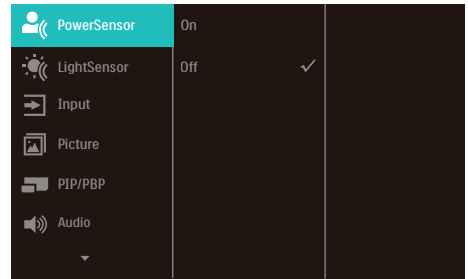 PowerSensor
On
LightSensor
Off
Input
Picture
PIP/PBP
Audio